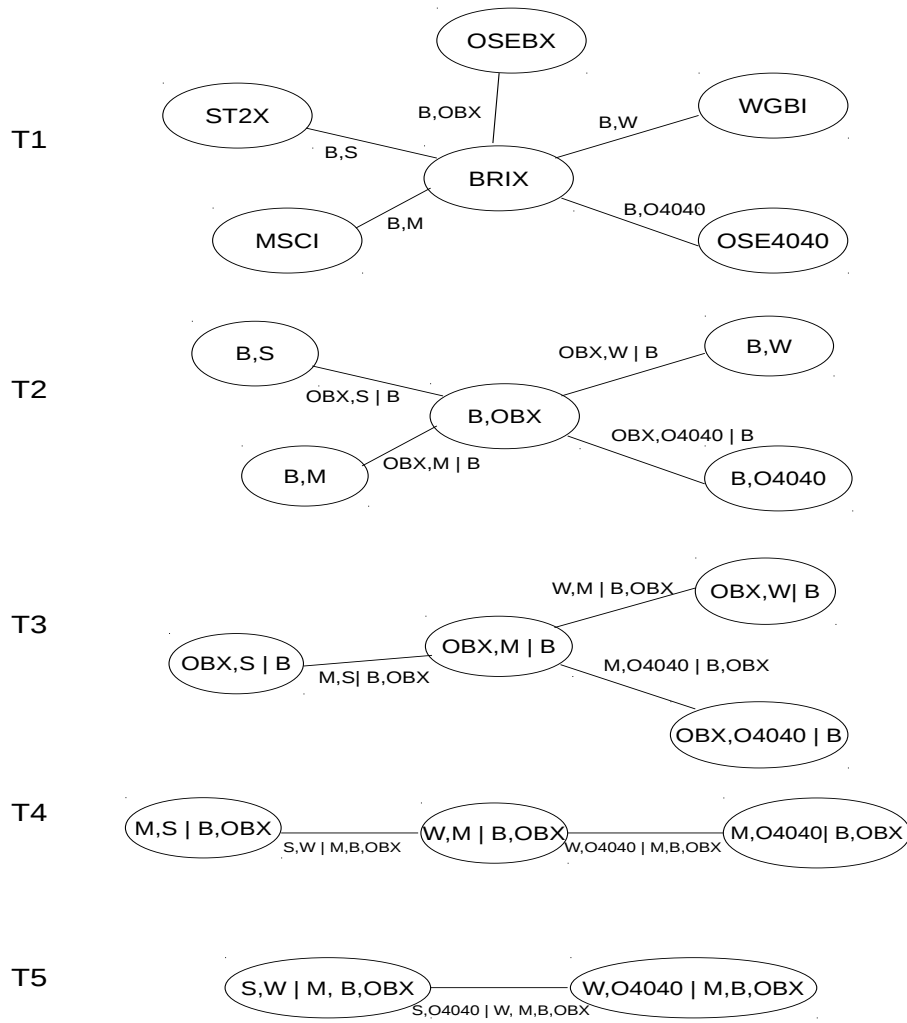 OSEBX
ST2X
WGBI
T1
B,OBX
B,W
B,S
BRIX
B,O4040
B,M
MSCI
OSE4040
B,S
OBX,W | B
B,W
T2
OBX,S | B
B,OBX
OBX,O4040 | B
OBX,M | B
B,M
B,O4040
W,M | B,OBX
OBX,W| B
T3
OBX,M | B
OBX,S | B
M,S| B,OBX
M,O4040 | B,OBX
OBX,O4040 | B
T4
M,S | B,OBX
S,W | M,B,OBX
W,M | B,OBX
W,O4040 | M,B,OBX
M,O4040| B,OBX
T5
S,W | M, B,OBX
S,O4040 | W, M,B,OBX
W,O4040 | M,B,OBX